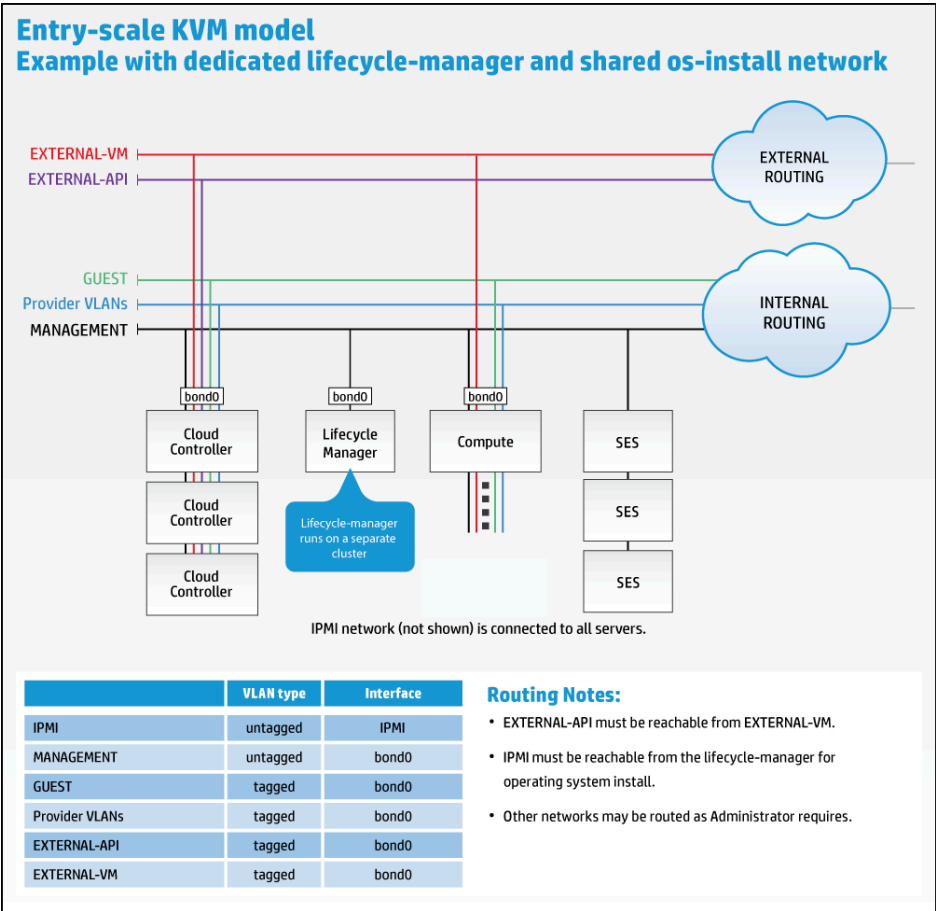 Entry-scale KVM model
Example with dedicated lifecycle-manager and shared os-install network
EXTERNAL-VM
EXTERNAL-API
EXTERNAL
ROUTING
GUEST
Provider VLANs
MANAGEMENT
INTERNAL
ROUTING
bond0
bond0
bond0
Cloud
Controller
Lifecycle
Manager
Compute
SES
Cloud
Controller
Lifecycle-manager
runs on a separate
cluster
SES
Cloud
Controller
SES
IPMI network (not shown) is connected to all servers.
VLAN type Interface
IPMI untagged IPMI
MANAGEMENT untagged bond0
GUEST tagged bond0
Provider VLANs tagged bond0
EXTERNAL-API tagged bond0
EXTERNAL-VM tagged bond0
Routing Notes:
• EXTERNAL-API must be reachable from EXTERNAL-VM.
• IPMI must be reachable from the lifecycle-manager for
operating system install.
• Other networks may be routed as Administrator requires.